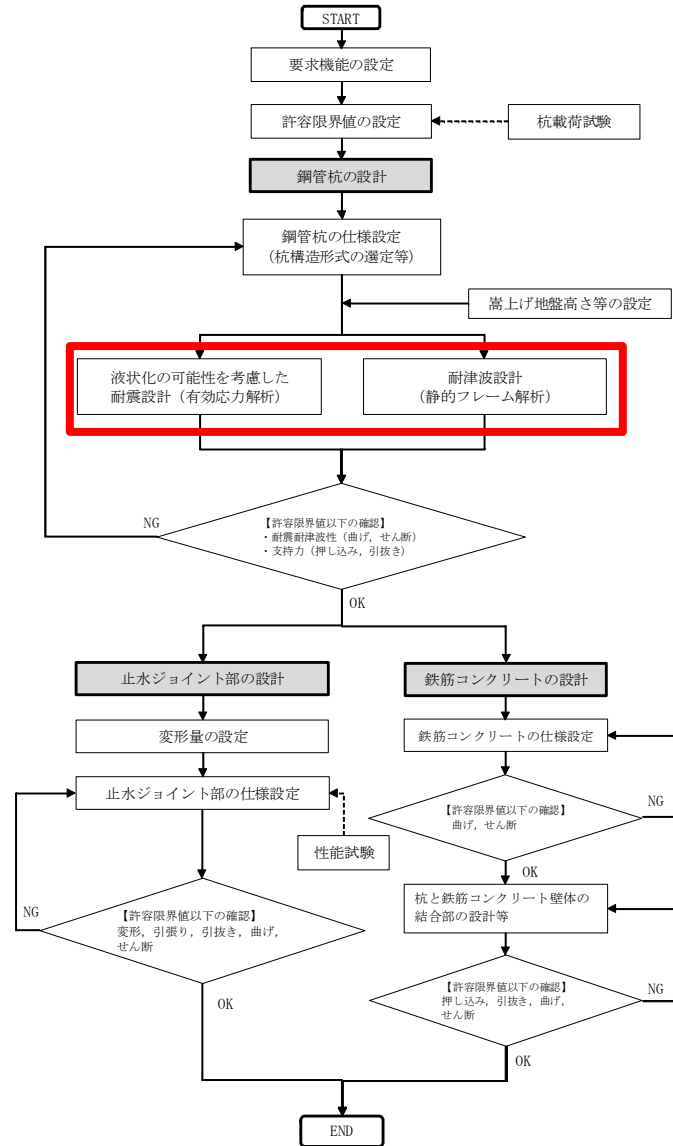 START
要求機能の設定
許容限界値の設定
杭載荷試験
鋼管杭の設計
鋼管杭の仕様設定
(杭構造形式の選定等)
嵩上げ地盤高さ等の設定
液状化の可能性を考慮した
耐震設計（有効応力解析）
耐津波設計
(静的フレーム解析)
NG
【許容限界値以下の確認】
・耐震耐津波性（曲げ，せん断）
・支持力（押し込み，引抜き）
OK
止水ジョイント部の設計
変形量の設定
止水ジョイント部の仕様設定
性能試験
NG
【許容限界値以下の確認】
変形，引張り，引抜き，曲げ，
せん断
OK
鉄筋コンクリートの設計
鉄筋コンクリートの仕様設定
【許容限界値以下の確認】
曲げ，せん断
NG
OK
杭と鉄筋コンクリート壁体の
結合部の設計等
【許容限界値以下の確認】
押し込み，引抜き，曲げ，
せん断
NG
OK
END